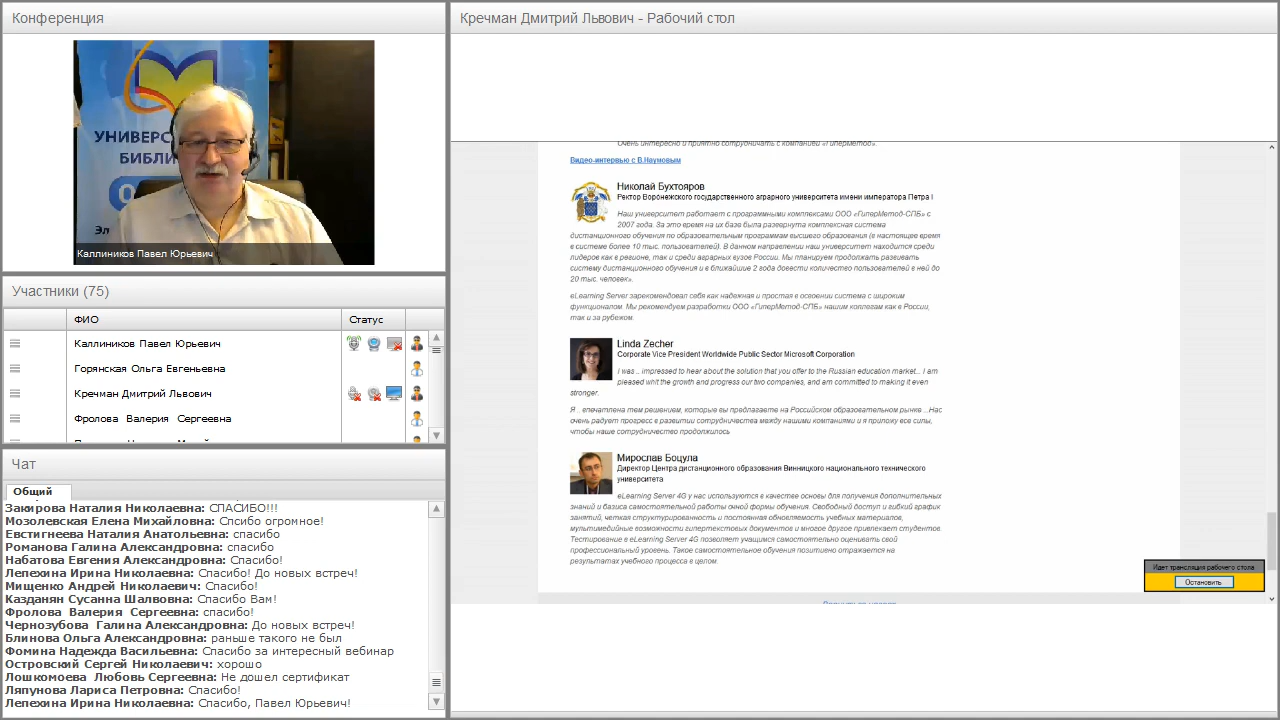 Конференция
УНИВЕРС
БИБЛИ
Эл
Каллиников Павел Юрьевич
Участники (75)
ФИО
Статус
Каллиников Павел Юрьевич
Горянская Ольга Евгеньевна
Кречман Дмитрий Львович
Фролова Валерия Сергеевна
Чат
Общий
Закирова Наталия Николаевна: СПАСИБО!!!
Мозолевская Елена Михайловна: Спсибо огромное!
Евстигнеева Наталия Анатольевна: спасибо
Романова Галина Александровна: спасибо
Набатова Евгения Александровна: Спасибо!
Лепехина Ирина Николаевна: Спасибо! До новых встреч!
Мищенко Андрей Николаевич: Спасибо!
Казданян Сусанна Шалвовна: Спасибо Вам!
Фролова Валерия Сергеевна: спасибо!
Чернозубова Галина Александровна: До новых встреч!
Блинова Ольга Александровна: раньше такого не был
Фомина Надежда Васильевна: Спасибо за интересный вебинар
Островский Сергей Николаевич: хорошо
Лошкомоева Любовь Сергеевна: Не дошел сертификат
Ляпунова Лариса Петровна: Спасибо!
Лепехина Ирина Николаевна: Спасибо, Павел Юрьевич!
Кречман Дмитрий Львович - Рабочий стол
Очень интересно и приятно сотрудничать с компанией «ГиперМетод».
Видео-интервью с В.Наумовым
Николай Бухтояров
Ректор Воронежского государственного аграрного университета имени императора Петра I
Наш университет работает с программными комплексами ООО «ГиперМетод-СПБ» с
2007 года. За это время на их базе была развернута комплексная система
дистанционного обучения по образовательным программам высшего образования (в настоящее время
в системе более 10 тыс. пользователей). В данном направлении наш университет находится среди
лидеров как в регионе, так и среди аграрных вузов России. Мы планируем продолжать развивать
систему дистанционного обучения и в ближайшие 2 года довести количество пользователей в ней до
20 тыс. человек».
eLearning Server зарекомендовал себя как надежная и простая в освоении система с широким
функционалом. Мы рекомендуем разработки ООО «ГиперМетод-СПБ» нашим коллегам как в России,
так и за рубежом.
Linda Zecher
Corporate Vice President Worldwide Public Sector Microsoft Corporation
I was .. impressed to hear about the solution that you offer to the Russian education market... I am
pleased whit the growth and progress our two companies, and am committed to making it even
stronger.
Я .. впечатлена тем решением, которые вы предлагаете на Российском образовательном рынке ...Нас
очень радует прогресс в развитии сотрудничества между нашими компаниями и я приложу все силы,
чтобы наше сотрудничество продолжилось
Мирослав Боцула
Директор Центра дистанционного образования Винницкого национального технического
университета
eLearning Server 4G у нас используются в качестве основы для получения дополнительных
знаний и базиса самостоятельной работы очной формы обучения. Свободный доступ и гибкий график
занятий, четкая структурированность и постоянная обновляемость учебных материалов,
мультимедийные возможности гипертекстовых документов и многое другое привлекает студентов.
Тестирование в eLearning Server 4G позволяет учащимся самостоятельно оценивать свой
профессиональный уровень. Такое самостоятельное обучения позитивно отражается на
результатах учебного процесса в целом.
Идет трансляция рабочего стола
Остановить